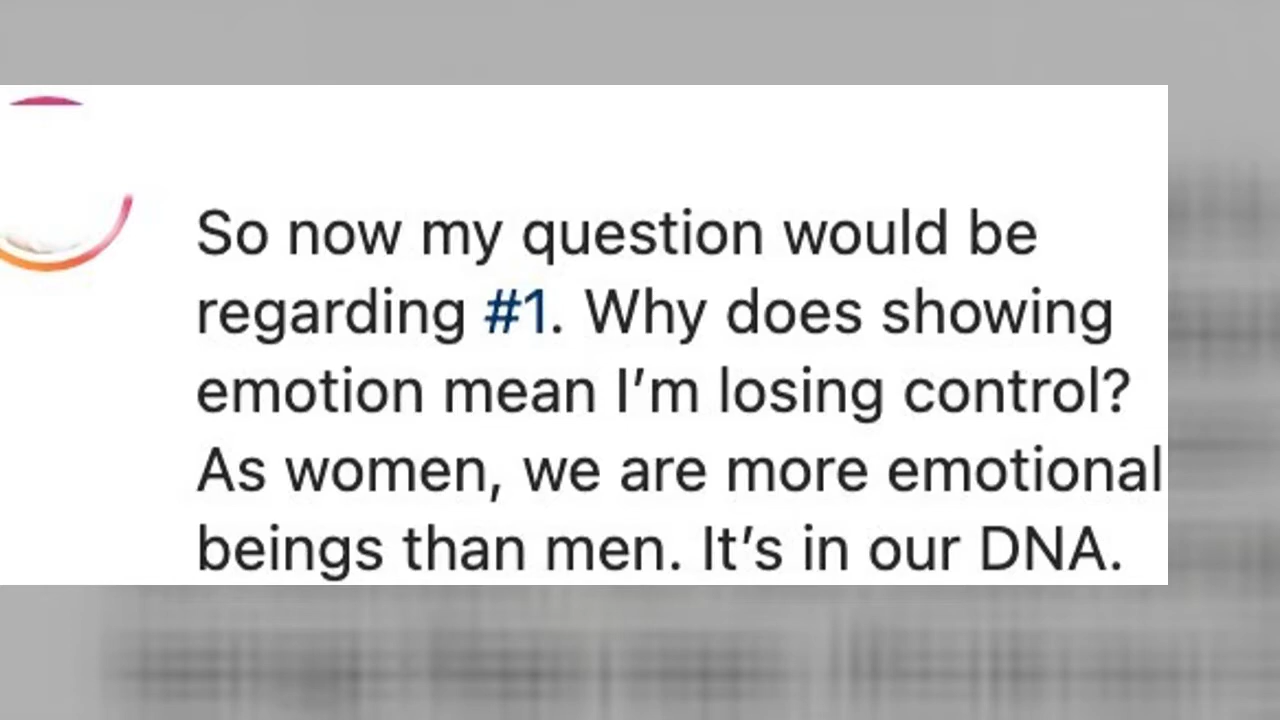 So now my question would be
regarding #1. Why does showing
emotion mean I’m losing control?
As women, we are more emotional
beings than men. It’s in our DNA.